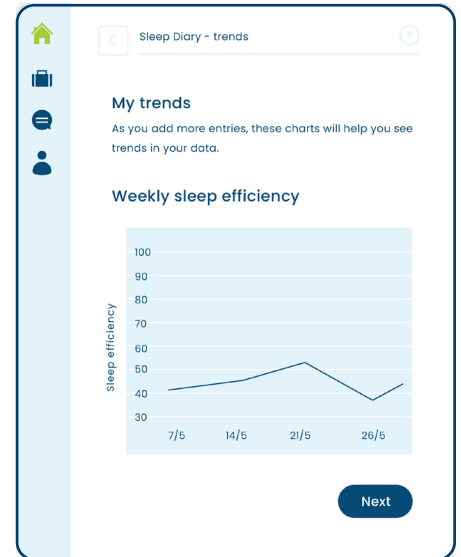 Sleep Diary - trends
?
My trends
As you add more entries, these charts will help you see
trends in your data.
Weekly sleep efficiency
Sleep efficiency
100
90
80
70
60
50
40
30
7/5 14/5 21/5 26/5
Next